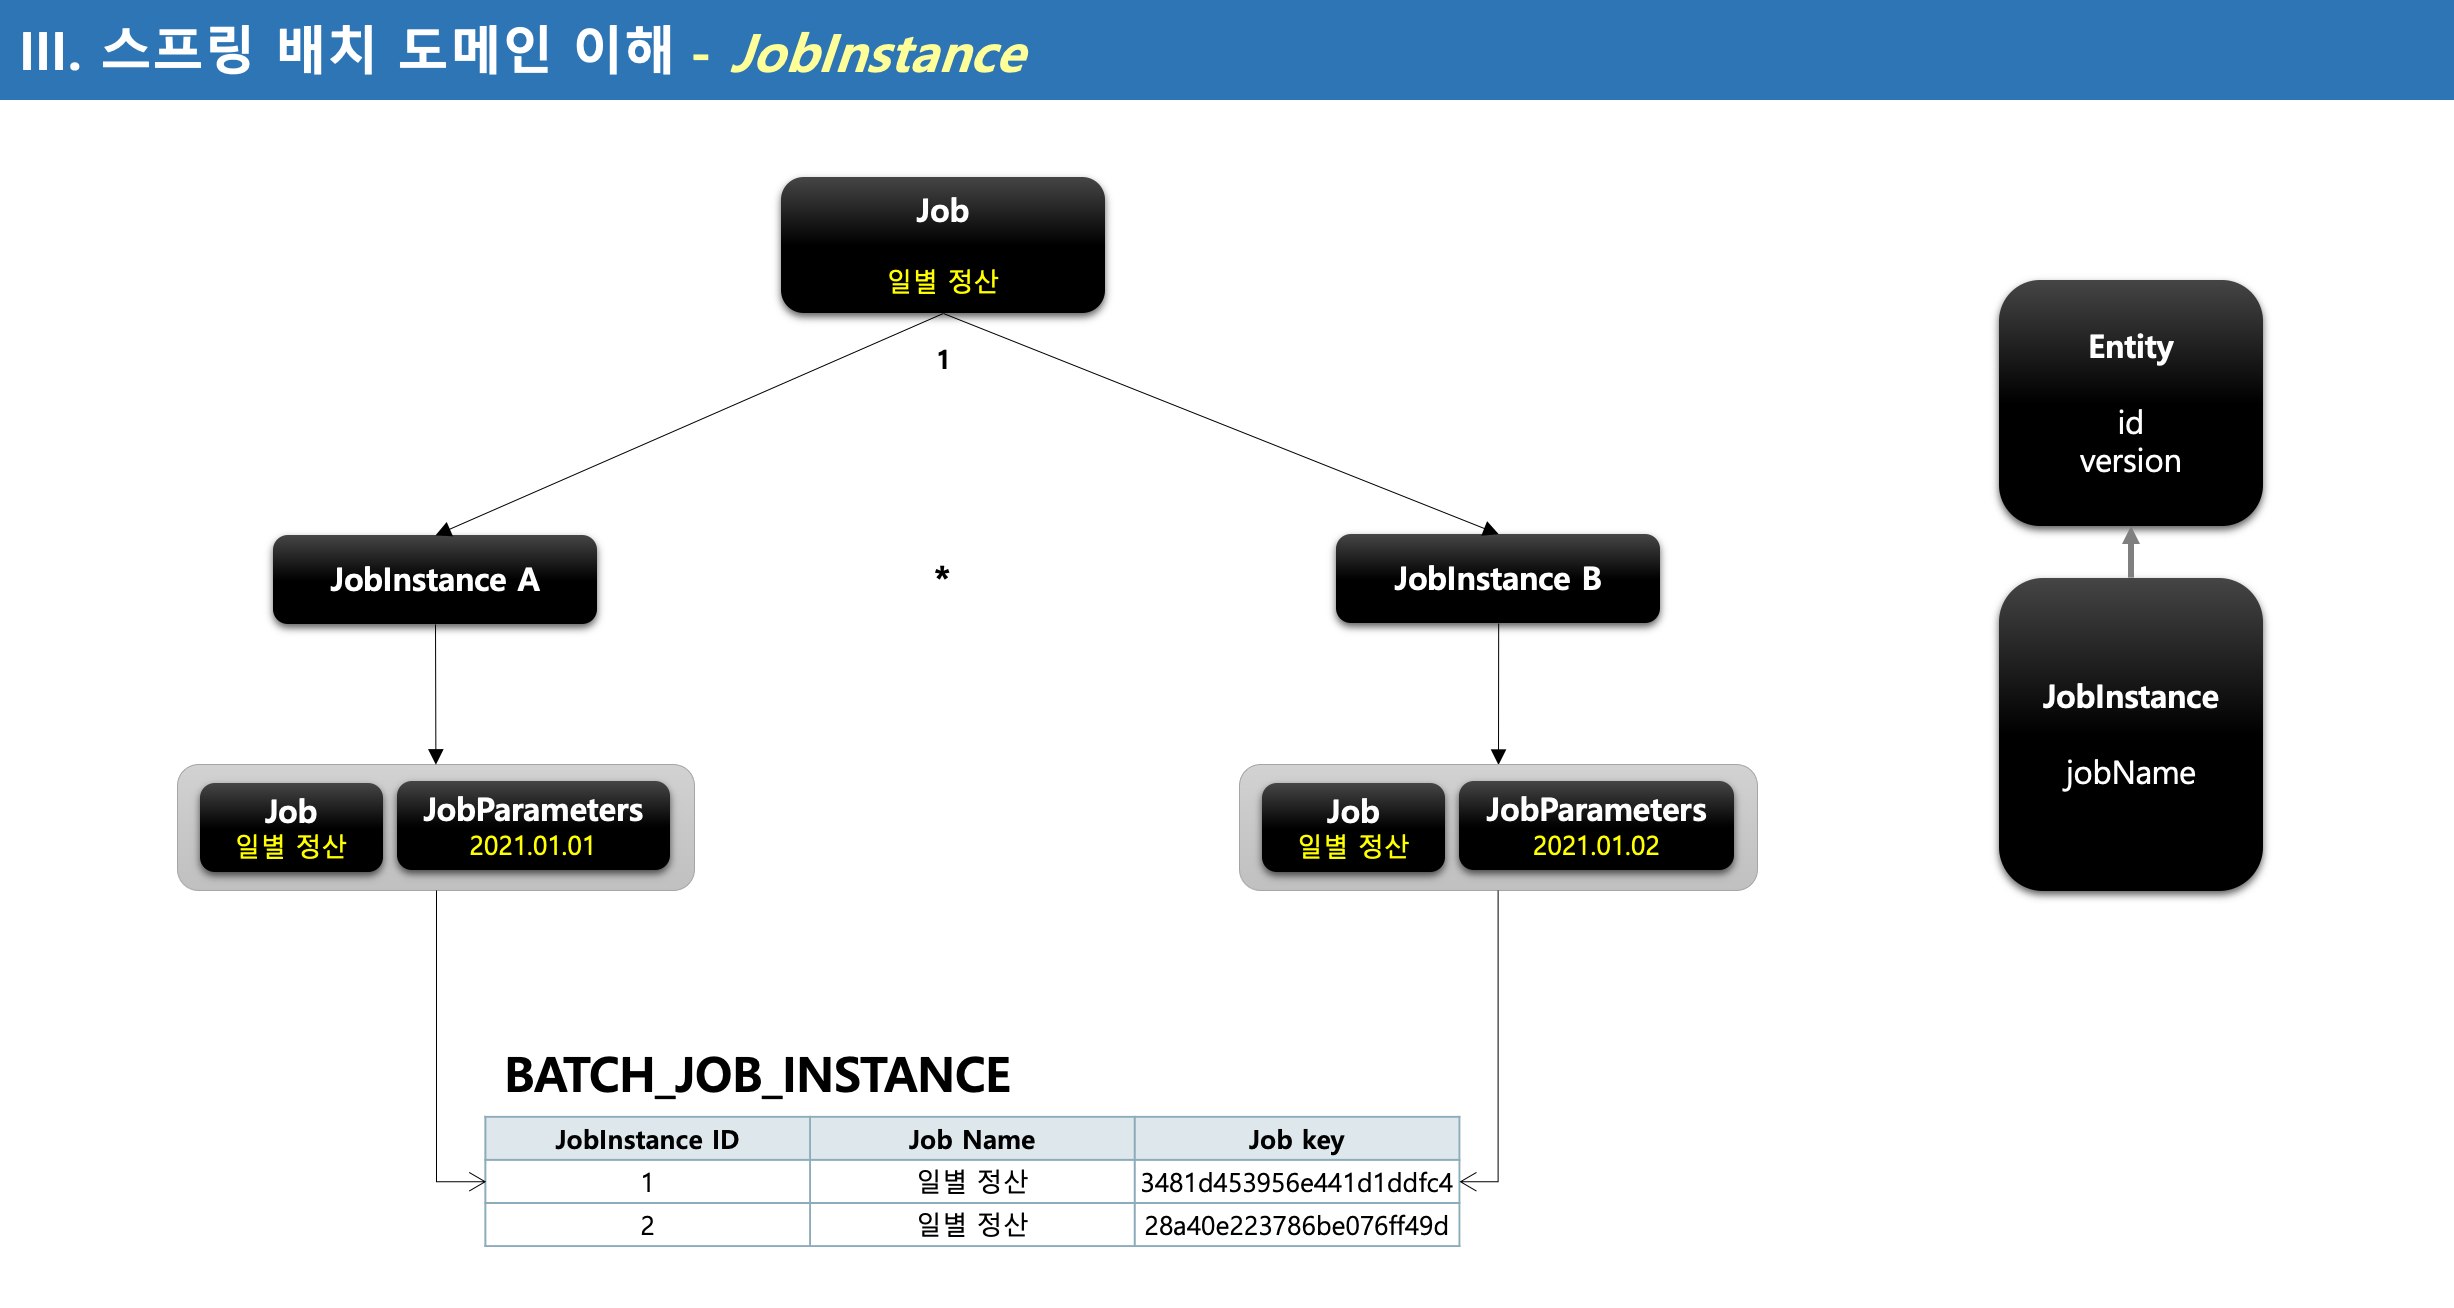 III. 스프링 배치 도메인 이해 - JobInstance
Job
일별 정산
1
*
JobInstance A
JobInstance B
Job
일별 정산
JobParameters
2021.01.01
Job
일별 정산
JobParameters
2021.01.02
Entity
id
version
JobInstance
jobName
BATCH_JOB_INSTANCE
JobInstance ID Job Name Job key
1 일별 정산 3481d453956e441d1ddfc4
2 일별 정산 28a40e223786be076ff49d